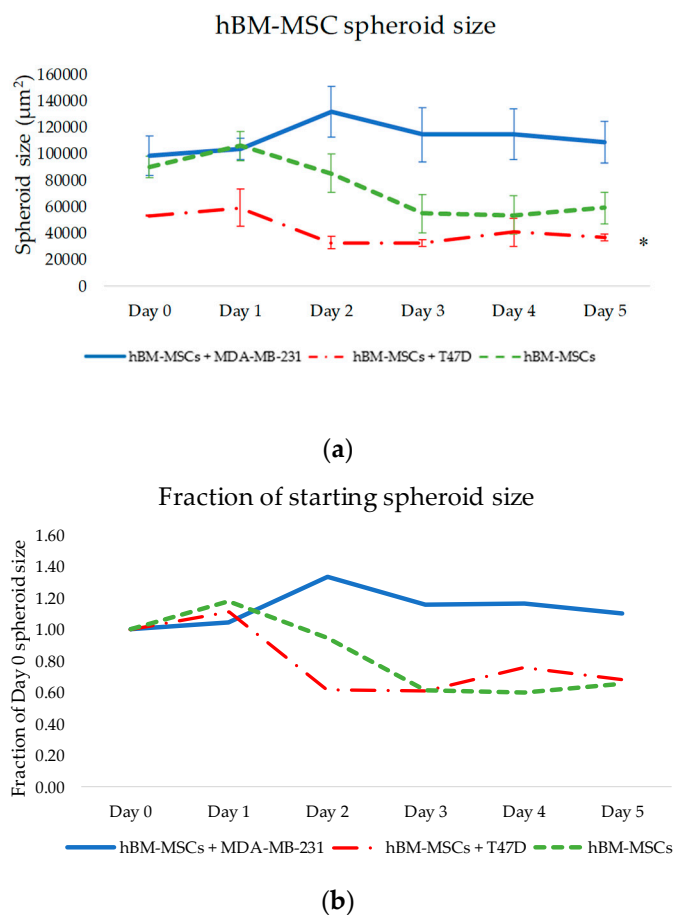 hBM-MSC spheroid size
Spheroid size (µm²)
160000
140000
120000
100000
80000
60000
40000
20000
0
*
Day 0 Day 1 Day 2 Day 3 Day 4 Day 5
hBM-MSCs + MDA-MB-231 hBM-MSCs + T47D hBM-MSCs
(a)
Fraction of starting spheroid size
Fraction of Day 0 spheroid size
1.60
1.40
1.20
1.00
0.80
0.60
0.40
0.20
0.00
Day 0 Day 1 Day 2 Day 3 Day 4 Day 5
hBM-MSCs + MDA-MB-231 hBM-MSCs + T47D hBM-MSCs
(b)